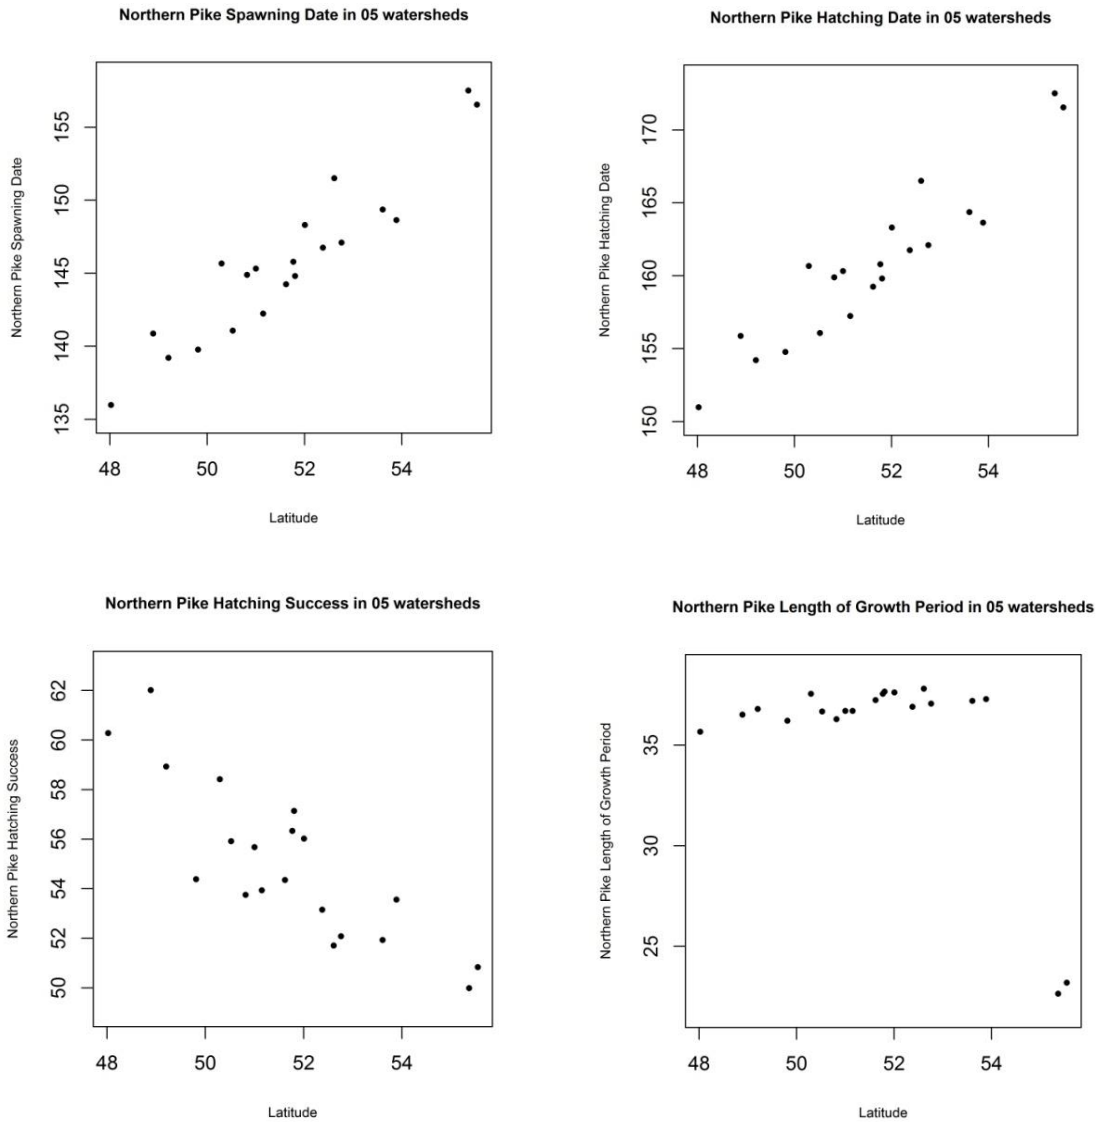 Northern Pike Spawning Date in 05 watersheds
Northern Pike Spawning Date
155
150
145
140
135
48 50 52 54
Latitude
Northern Pike Hatching Date in 05 watersheds
Northern Pike Hatching Date
170
165
160
155
150
48 50 52 54
Latitude
Northern Pike Hatching Success in 05 watersheds
Northern Pike Hatching Success
62
60
58
56
54
52
50
48 50 52 54
Latitude
Northern Pike Length of Growth Period in 05 watersheds
Northern Pike Length of Growth Period
35
30
25
48 50 52 54
Latitude